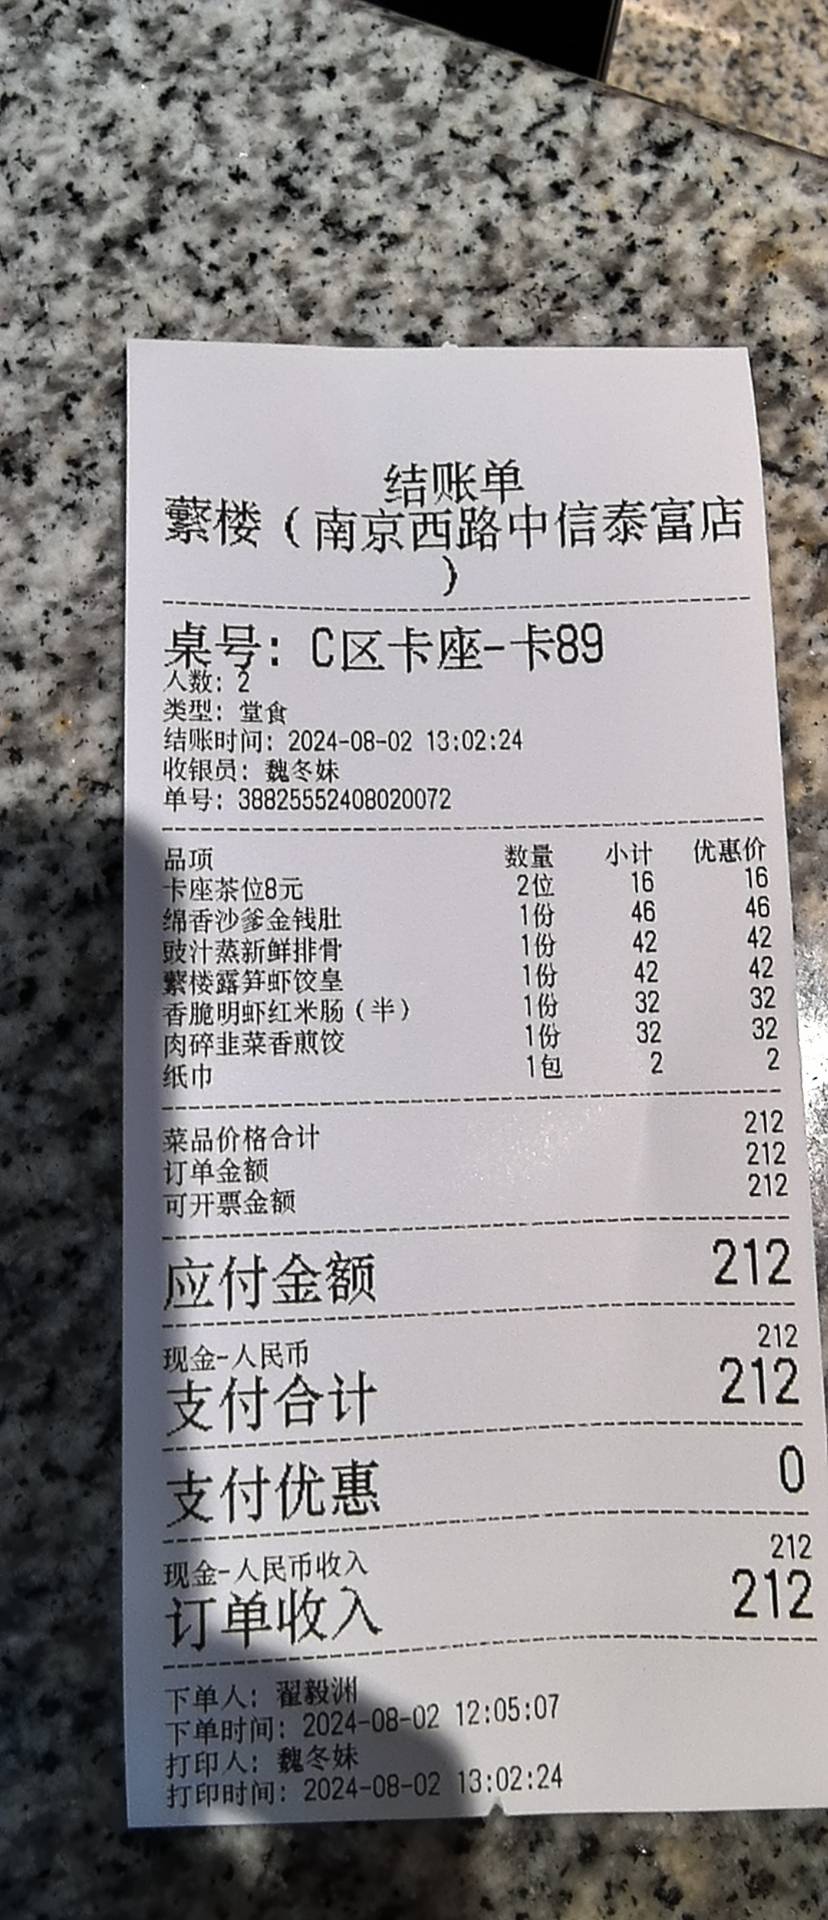 结账单
蘩楼（南京西路中信泰富店
）
桌号: C区卡座-卡89
人数: 2
类型: 堂食
结账时间: 2024-08-02 13:02:24
收银员: 魏冬妹
单号: 38825552408020072
品项 数量 小计 优惠价
卡座茶位8元 2位 16 16
绵香沙爹金钱肚 1份 46 46
豉汁蒸新鲜排骨 1份 42 42
蘩楼露笋虾饺皇 1份 42 42
香脆明虾红米肠（半） 1份 32 32
肉碎韭菜香煎饺 1份 32 32
纸巾 1包 2 2
菜品价格合计 212
订单金额 212
可开票金额 212
应付金额 212
现金-人民币 212
支付合计 212
支付优惠 0
现金-人民币收入 212
订单收入 212
下单人: 翟毅洲
下单时间: 2024-08-02 12:05:07
打印人: 魏冬妹
打印时间: 2024-08-02 13:02:24